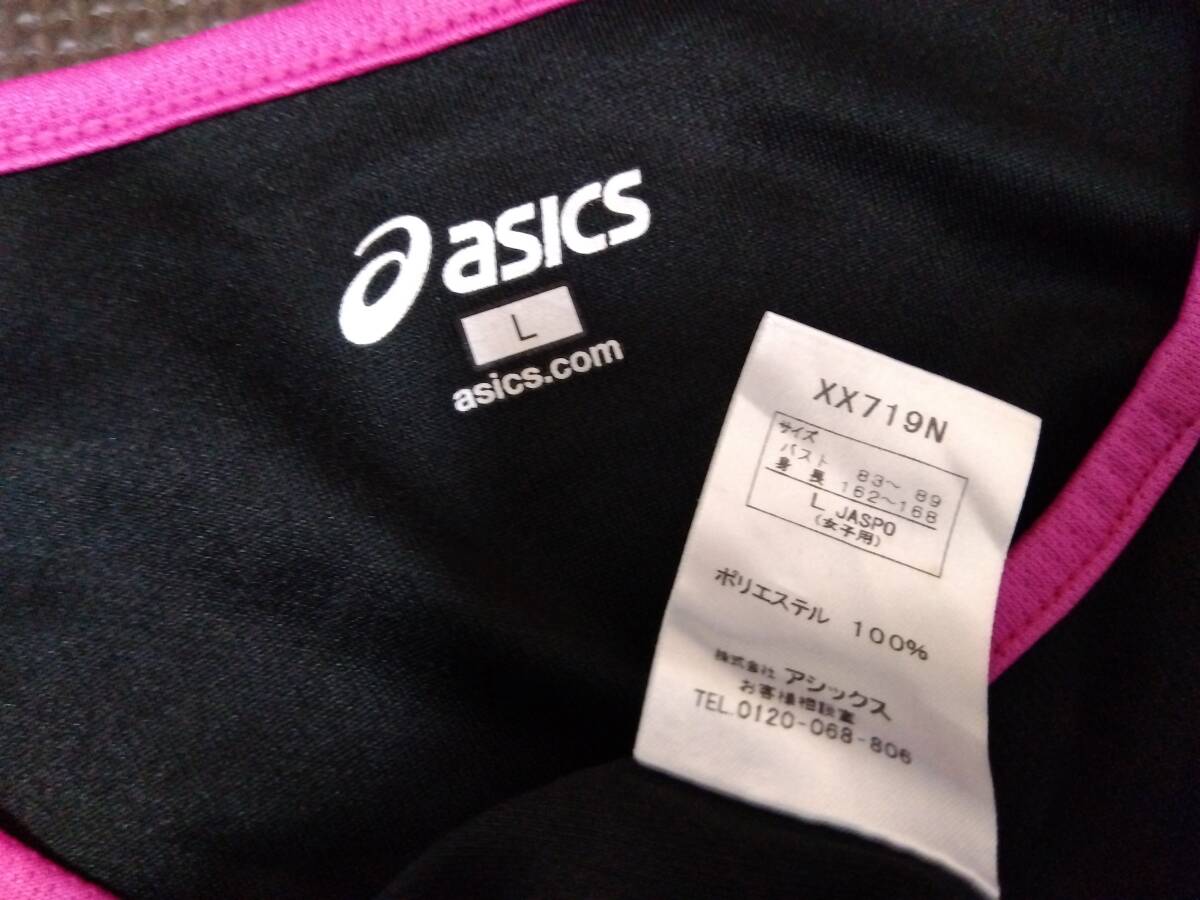 asics
L
asics.com
XX719N
サイズ
バスト 83～ 89
身長 162～168
L JASPO
(女子用)
ポリエステル 100%
株式会社 アシックス
お客様相談室
TEL.0120-068-806